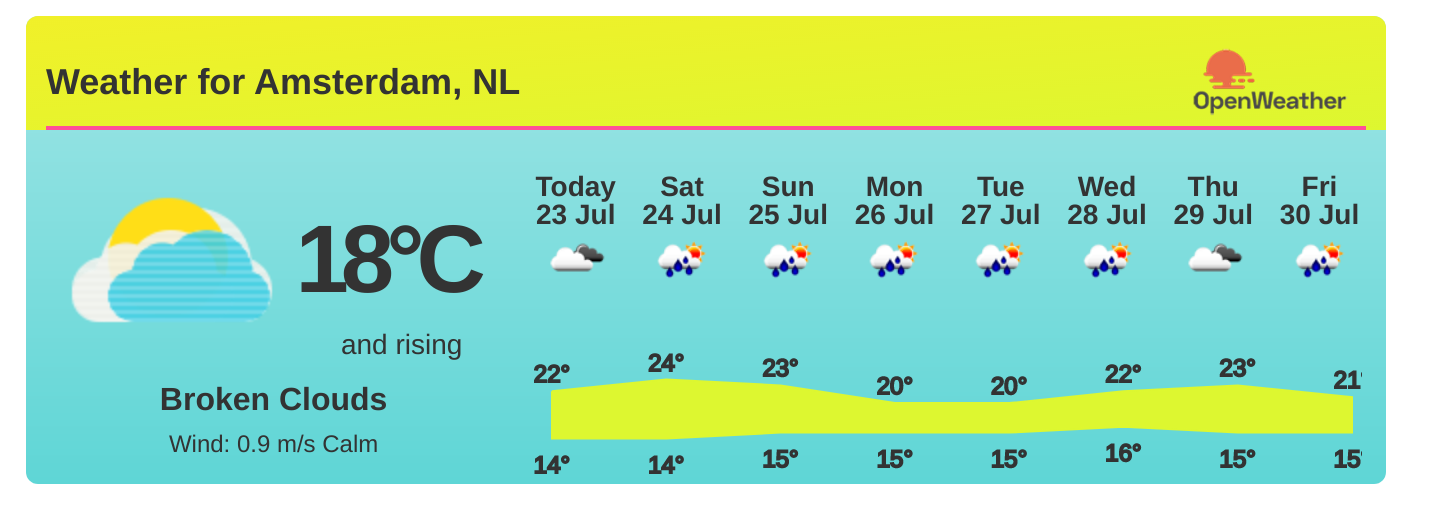 Weather for Amsterdam, NL
OpenWeather
18°C
and rising
Broken Clouds
Wind: 0.9 m/s Calm
Today Sat Sun Mon Tue Wed Thu Fri
23 Jul 24 Jul 25 Jul 26 Jul 27 Jul 28 Jul 29 Jul 30 Jul
22° 24° 23° 20° 20° 22° 23° 21°
14° 14° 15° 15° 15° 16° 15° 15°